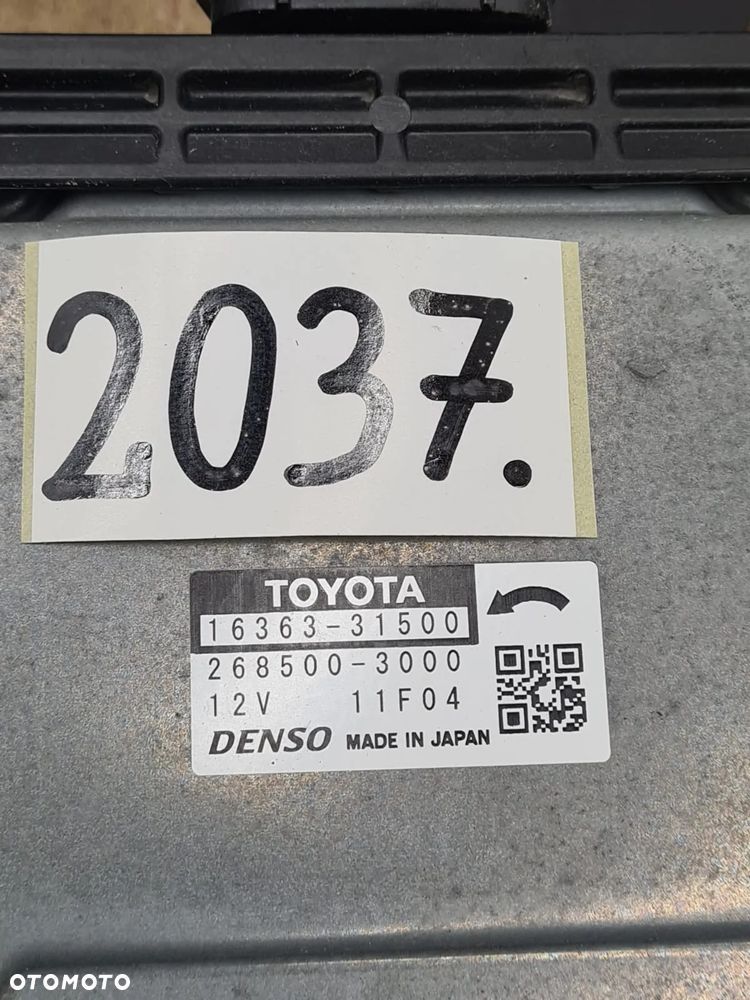 2037.
TOYOTA
16363-31500
268500-3000
12V 11F04
DENSO MADE IN JAPAN
OTOMOTO